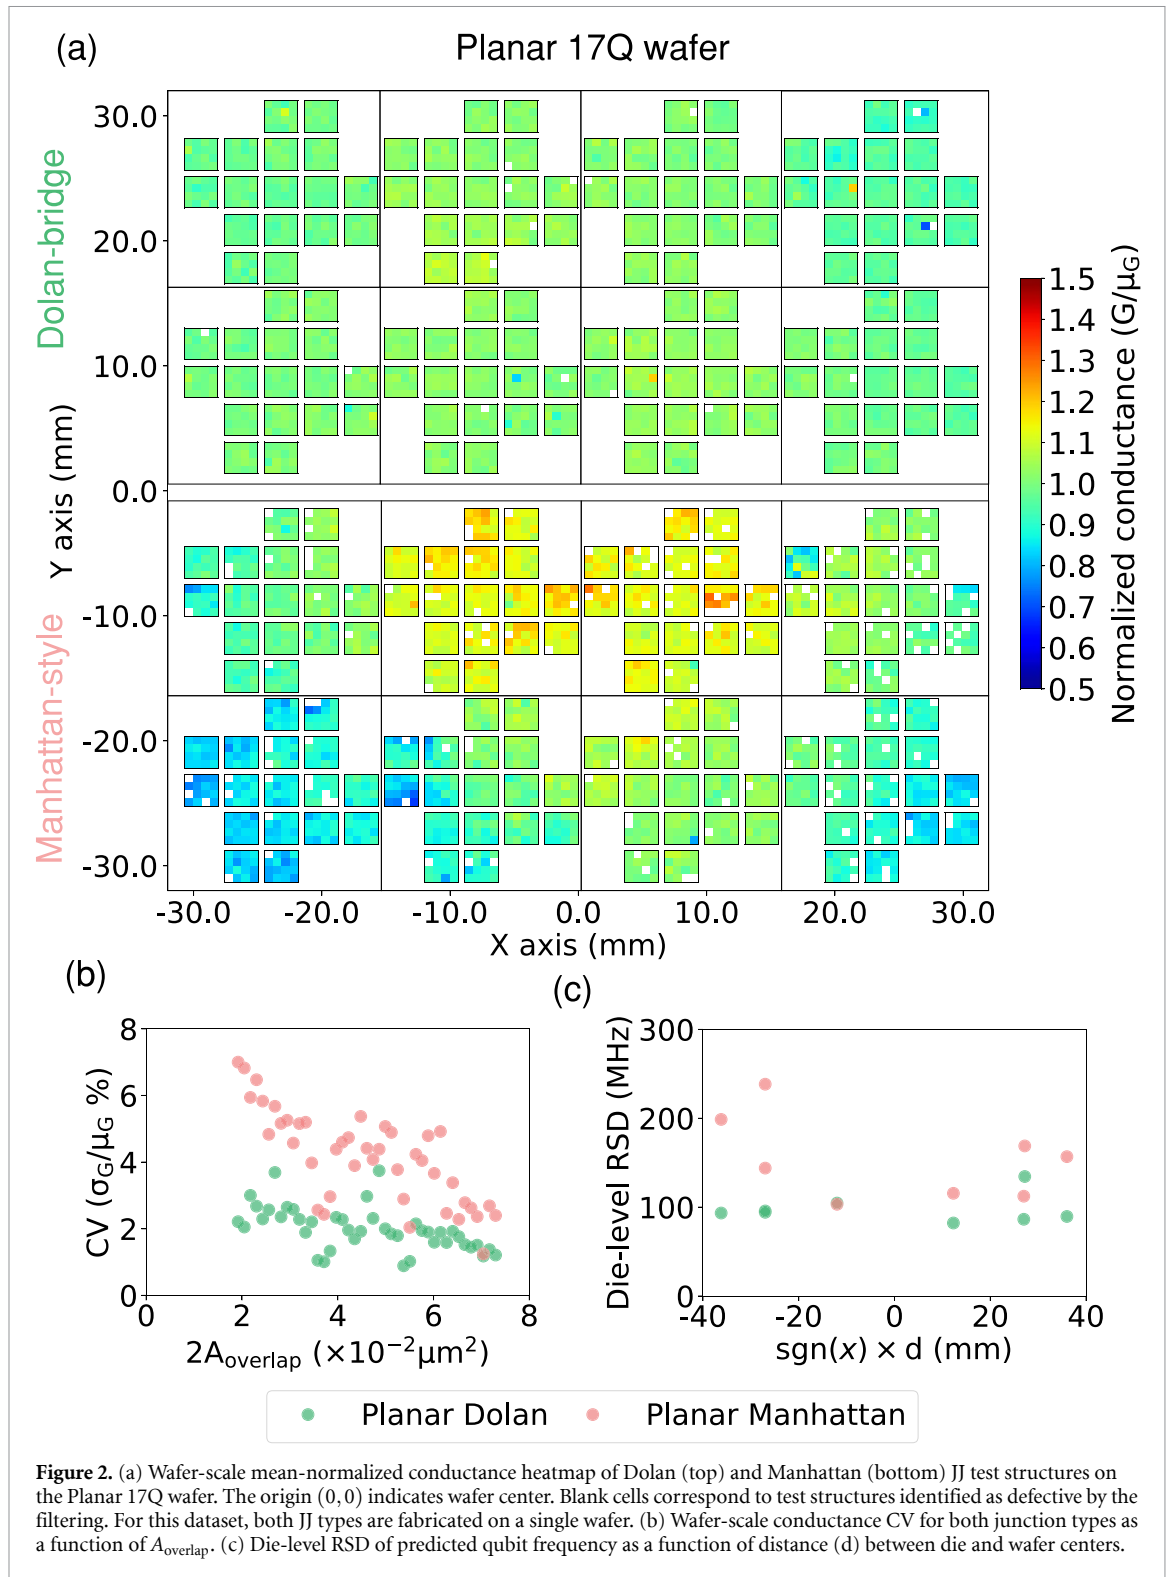 (a)
Planar 17Q wafer
Dolan-bridge
Manhattan-style
Y axis (mm)
30.0
20.0
10.0
0.0
-10.0
-20.0
-30.0
-30.0 -20.0 -10.0 0.0 10.0 20.0 30.0
X axis (mm)
1.5
1.4
1.3
1.2
1.1
1.0
0.9
0.8
0.7
0.6
0.5
Normalized conductance (G/μ_G)
(b)
8
6
4
2
0
CV (σ_G/μ_G %)
0 2 4 6 8
2A_overlap (×10⁻²μm²)
(c)
300
200
100
0
Die-level RSD (MHz)
-40 -20 0 20 40
sgn(x) × d (mm)
Planar Dolan Planar Manhattan
Figure 2. (a) Wafer-scale mean-normalized conductance heatmap of Dolan (top) and Manhattan (bottom) JJ test structures on
the Planar 17Q wafer. The origin (0,0) indicates wafer center. Blank cells correspond to test structures identified as defective by the
filtering. For this dataset, both JJ types are fabricated on a single wafer. (b) Wafer-scale conductance CV for both junction types as
a function of A_overlap. (c) Die-level RSD of predicted qubit frequency as a function of distance (d) between die and wafer centers.